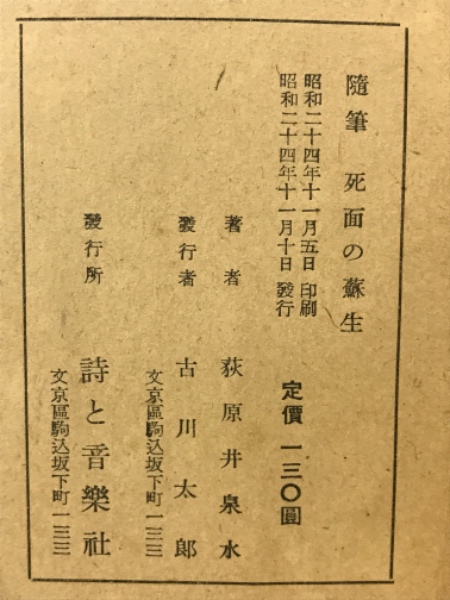 隨筆 死面の蘇生
昭和二十四年十一月五日 印刷
昭和二十四年十一月十日 發行
定價 一三〇圓
著者 荻原井泉水
發行者 古川太郎
文京區駒込坂下町一三三
發行所 詩と音樂社
文京區駒込坂下町一三三